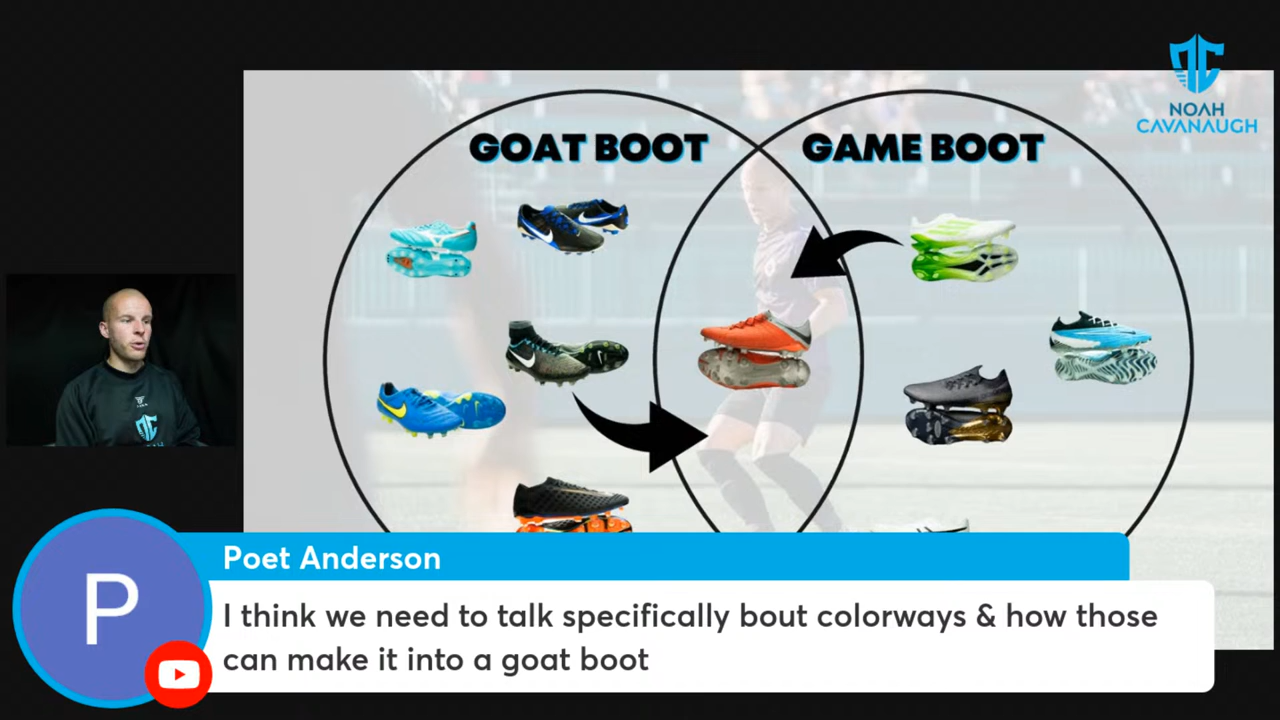 NOAH
CAVANAUGH
GOAT BOOT
GAME BOOT
P
Poet Anderson
I think we need to talk specifically bout colorways & how those
can make it into a goat boot